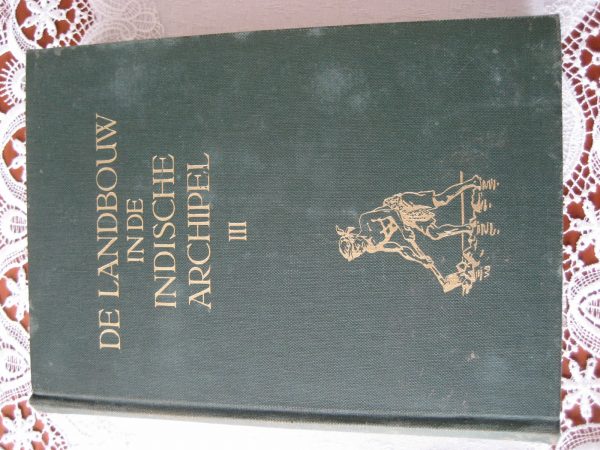 DE LANDBOUW
IN DE
INDISCHE
ARCHIPEL
III